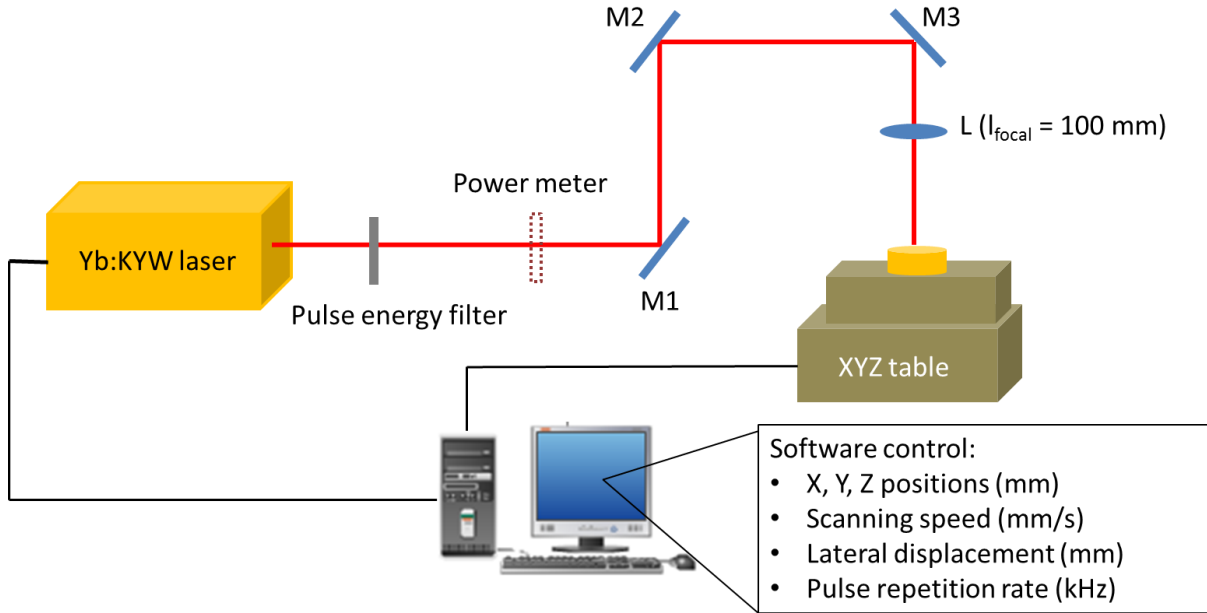 M2
M3
L (lfocal = 100 mm)
Power meter
Yb:KYW laser
Pulse energy filter
M1
XYZ table
Software control:
• X, Y, Z positions (mm)
• Scanning speed (mm/s)
• Lateral displacement (mm)
• Pulse repetition rate (kHz)